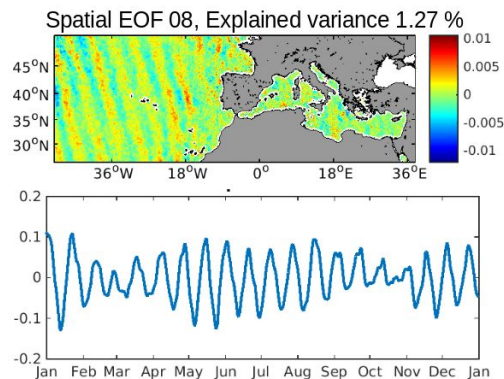 Spatial EOF 08, Explained variance 1.27 %
45°N
40°N
35°N
30°N
36°W 18°W 0° 18°E 36°E
0.01
0.005
0
-0.005
-0.01
0.2
0.1
0
-0.1
-0.2
Jan Feb Mar Apr May Jun Jul Aug Sep Oct Nov Dec Jan